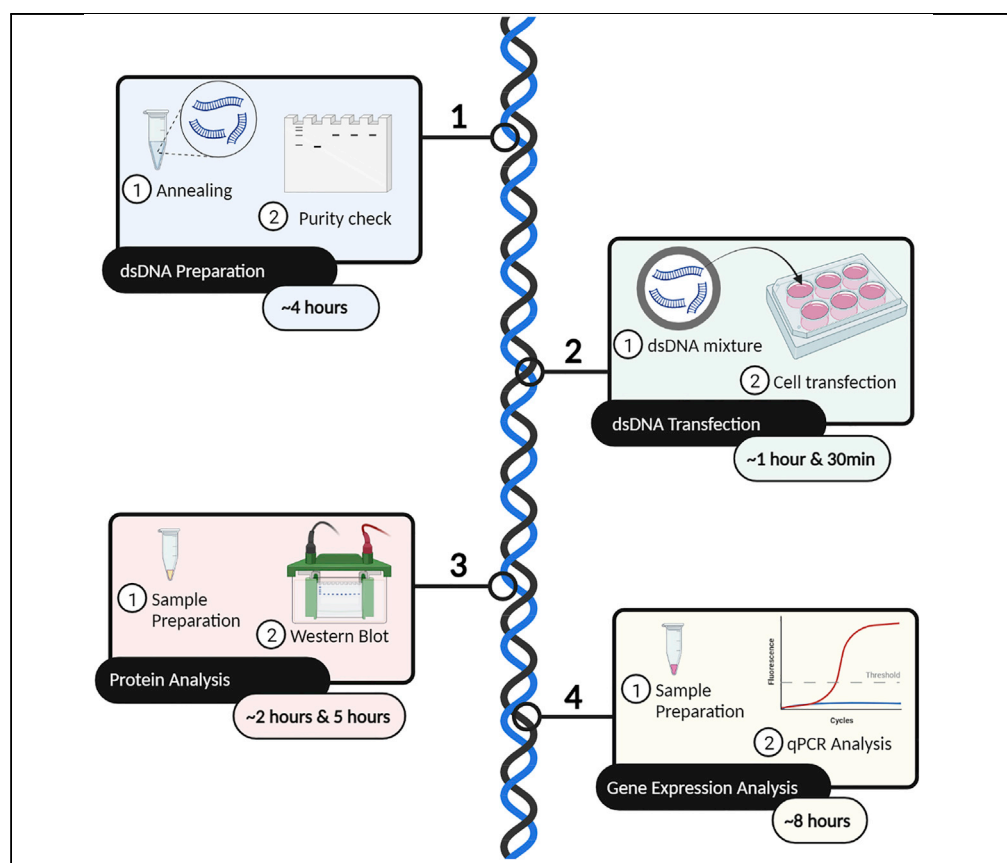 1
1 Annealing
2 Purity check
dsDNA Preparation
~4 hours
2
1 dsDNA mixture
2 Cell transfection
dsDNA Transfection
~1 hour & 30min
3
1 Sample
Preparation
2 Western Blot
Protein Analysis
~2 hours & 5 hours
4
1 Sample
Preparation
Fluorescence
Threshold
Cycles
2 qPCR Analysis
Gene Expression Analysis
~8 hours